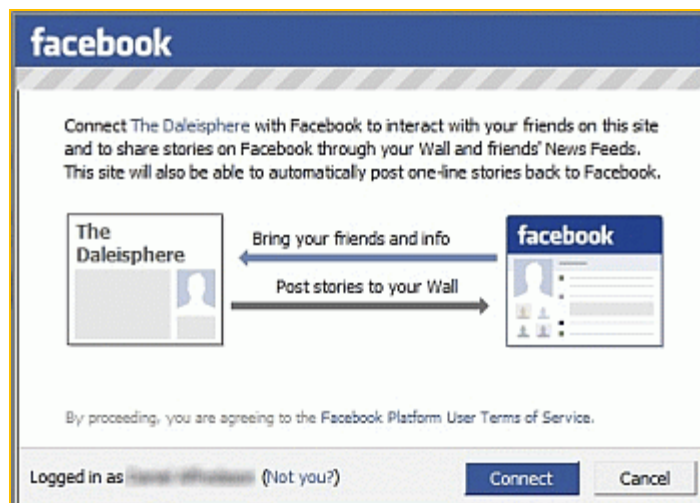 facebook
Connect The Daleisphere with Facebook to interact with your friends on this site
and to share stories on Facebook through your Wall and friends' News Feeds.
This site will also be able to automatically post one-line stories back to Facebook.
The
Daleisphere
Bring your friends and info
Post stories to your Wall
facebook
By proceeding, you are agreeing to the Facebook Platform User Terms of Service.
Logged in as (Not you?)
Connect
Cancel